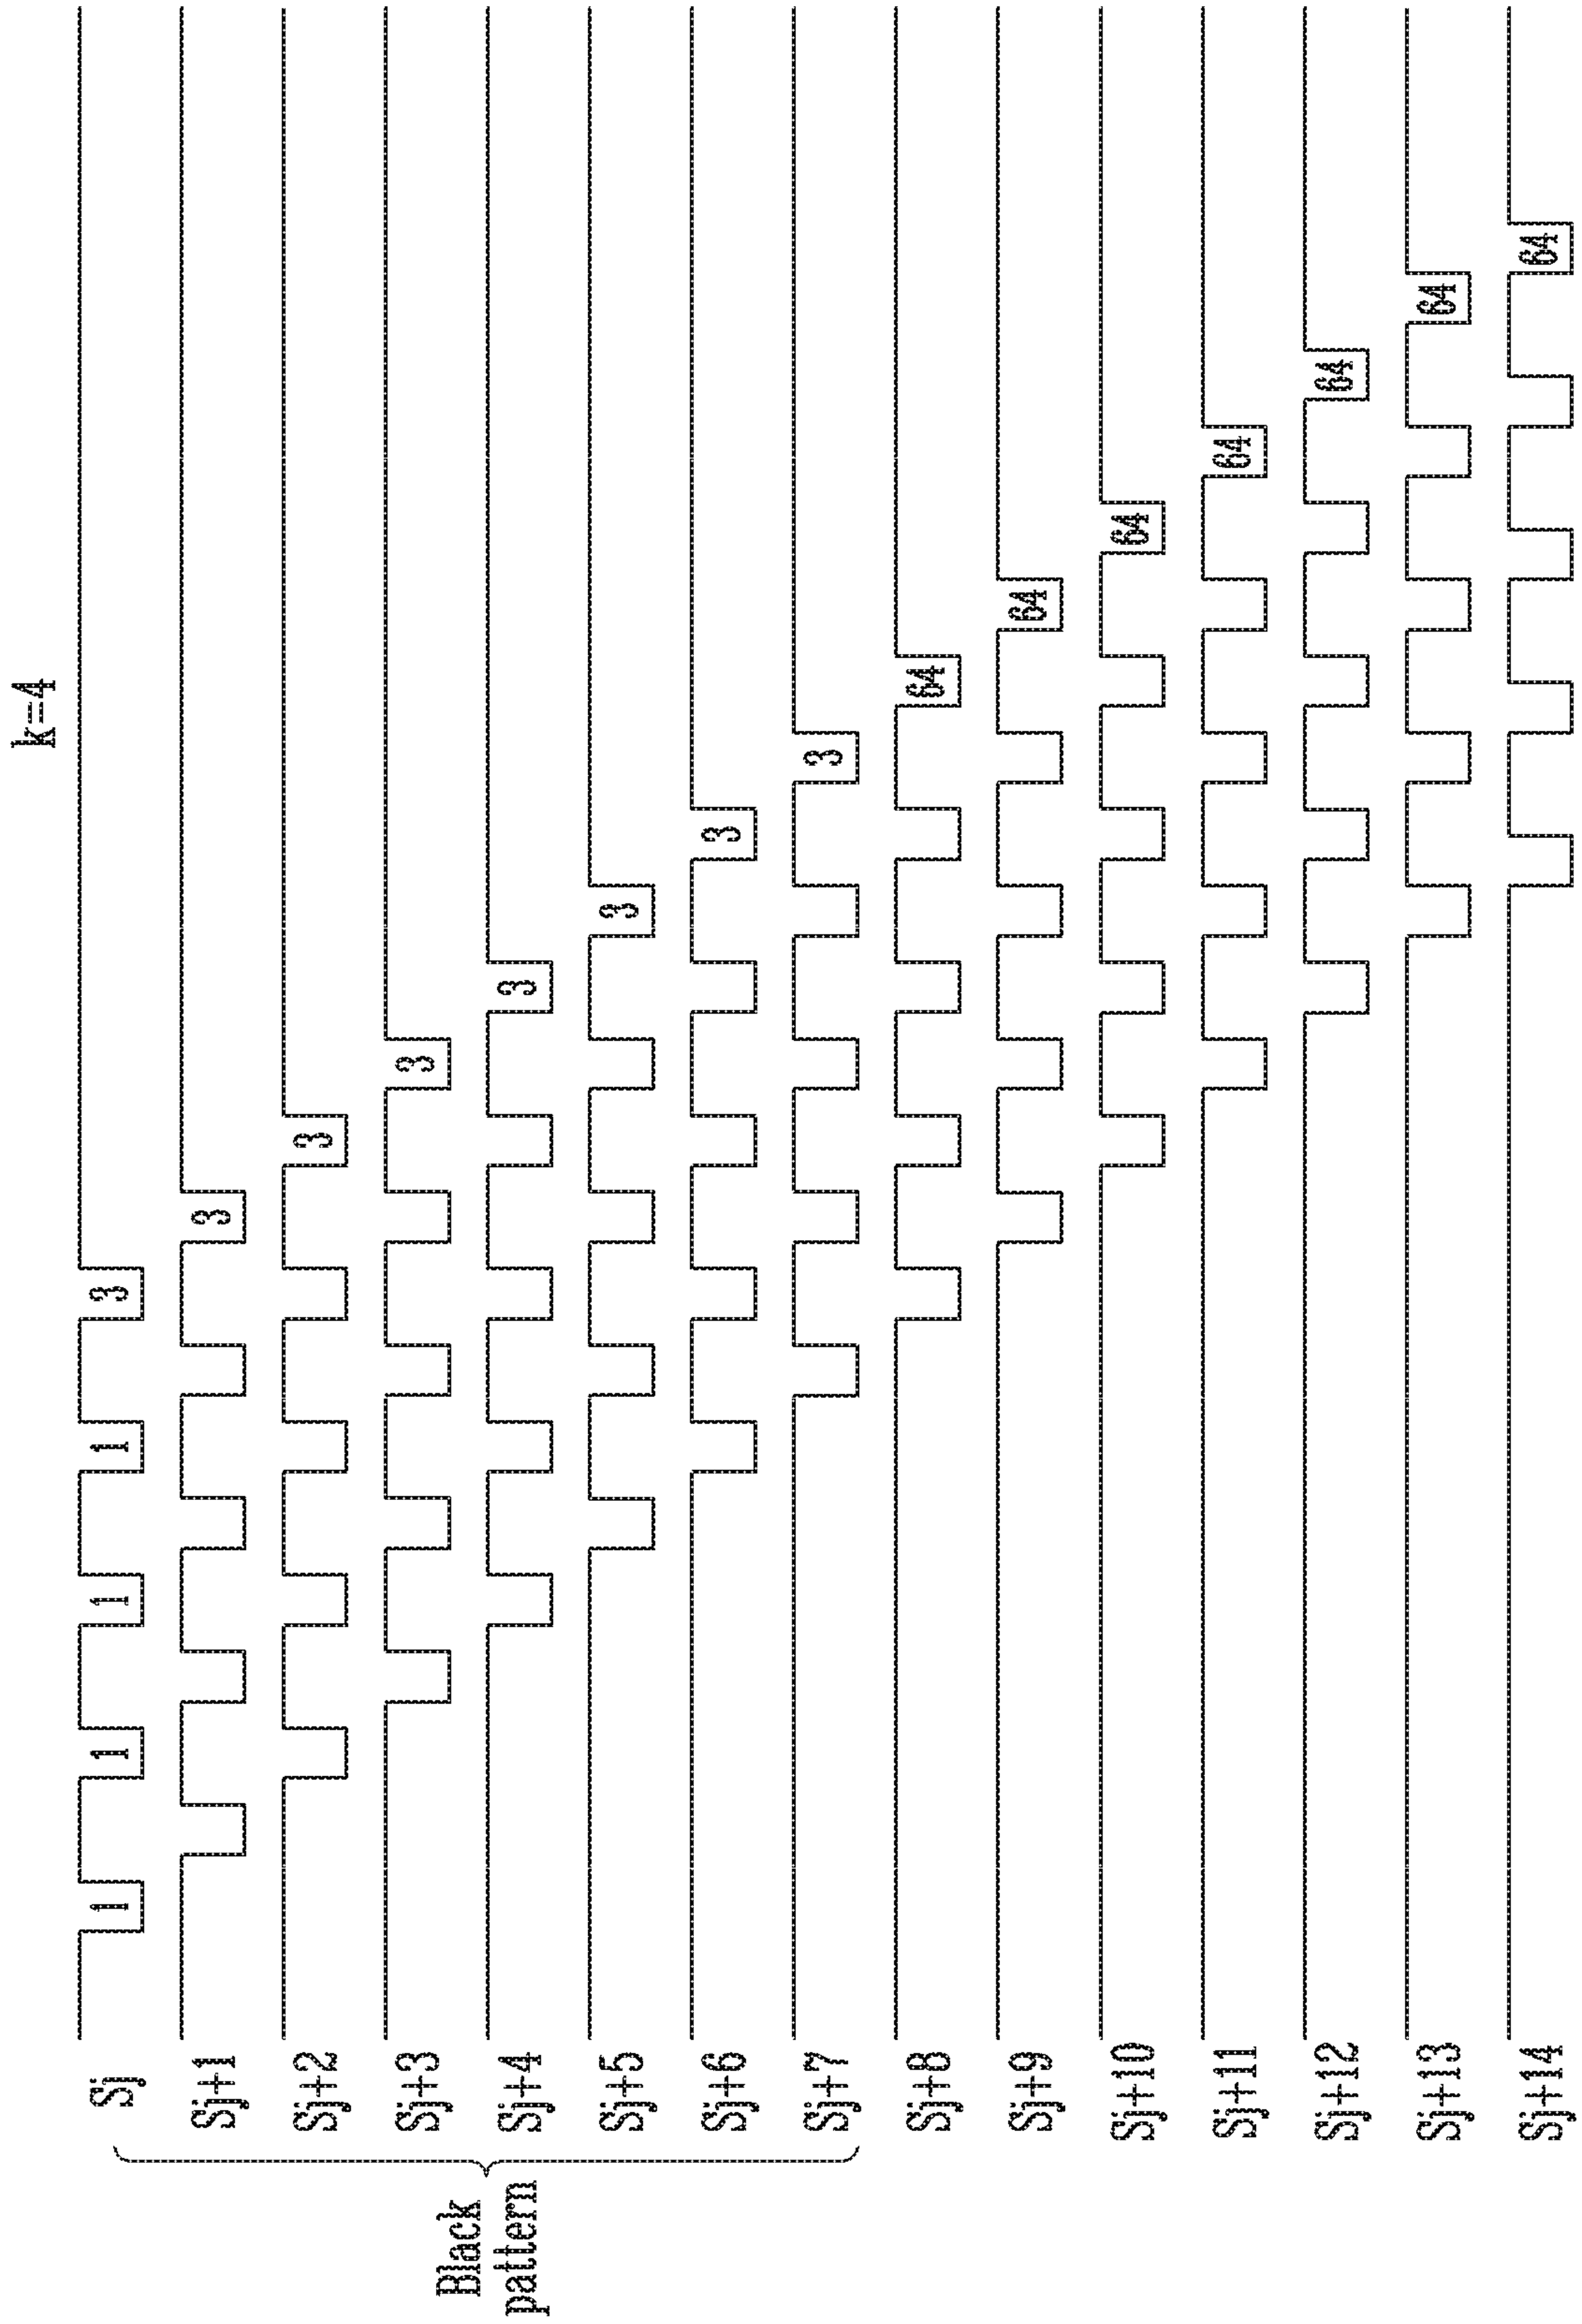 k=4
Sj 1 1 1 1 3
Sj+1 3
Sj+2 3
Sj+3 3
Black
pattern
Sj+4 3
Sj+5 3
Sj+6 3
Sj+7 3
Sj+8 64
Sj+9 64
Sj+10 64
Sj+11 64
Sj+12 64
Sj+13 64
Sj+14 64